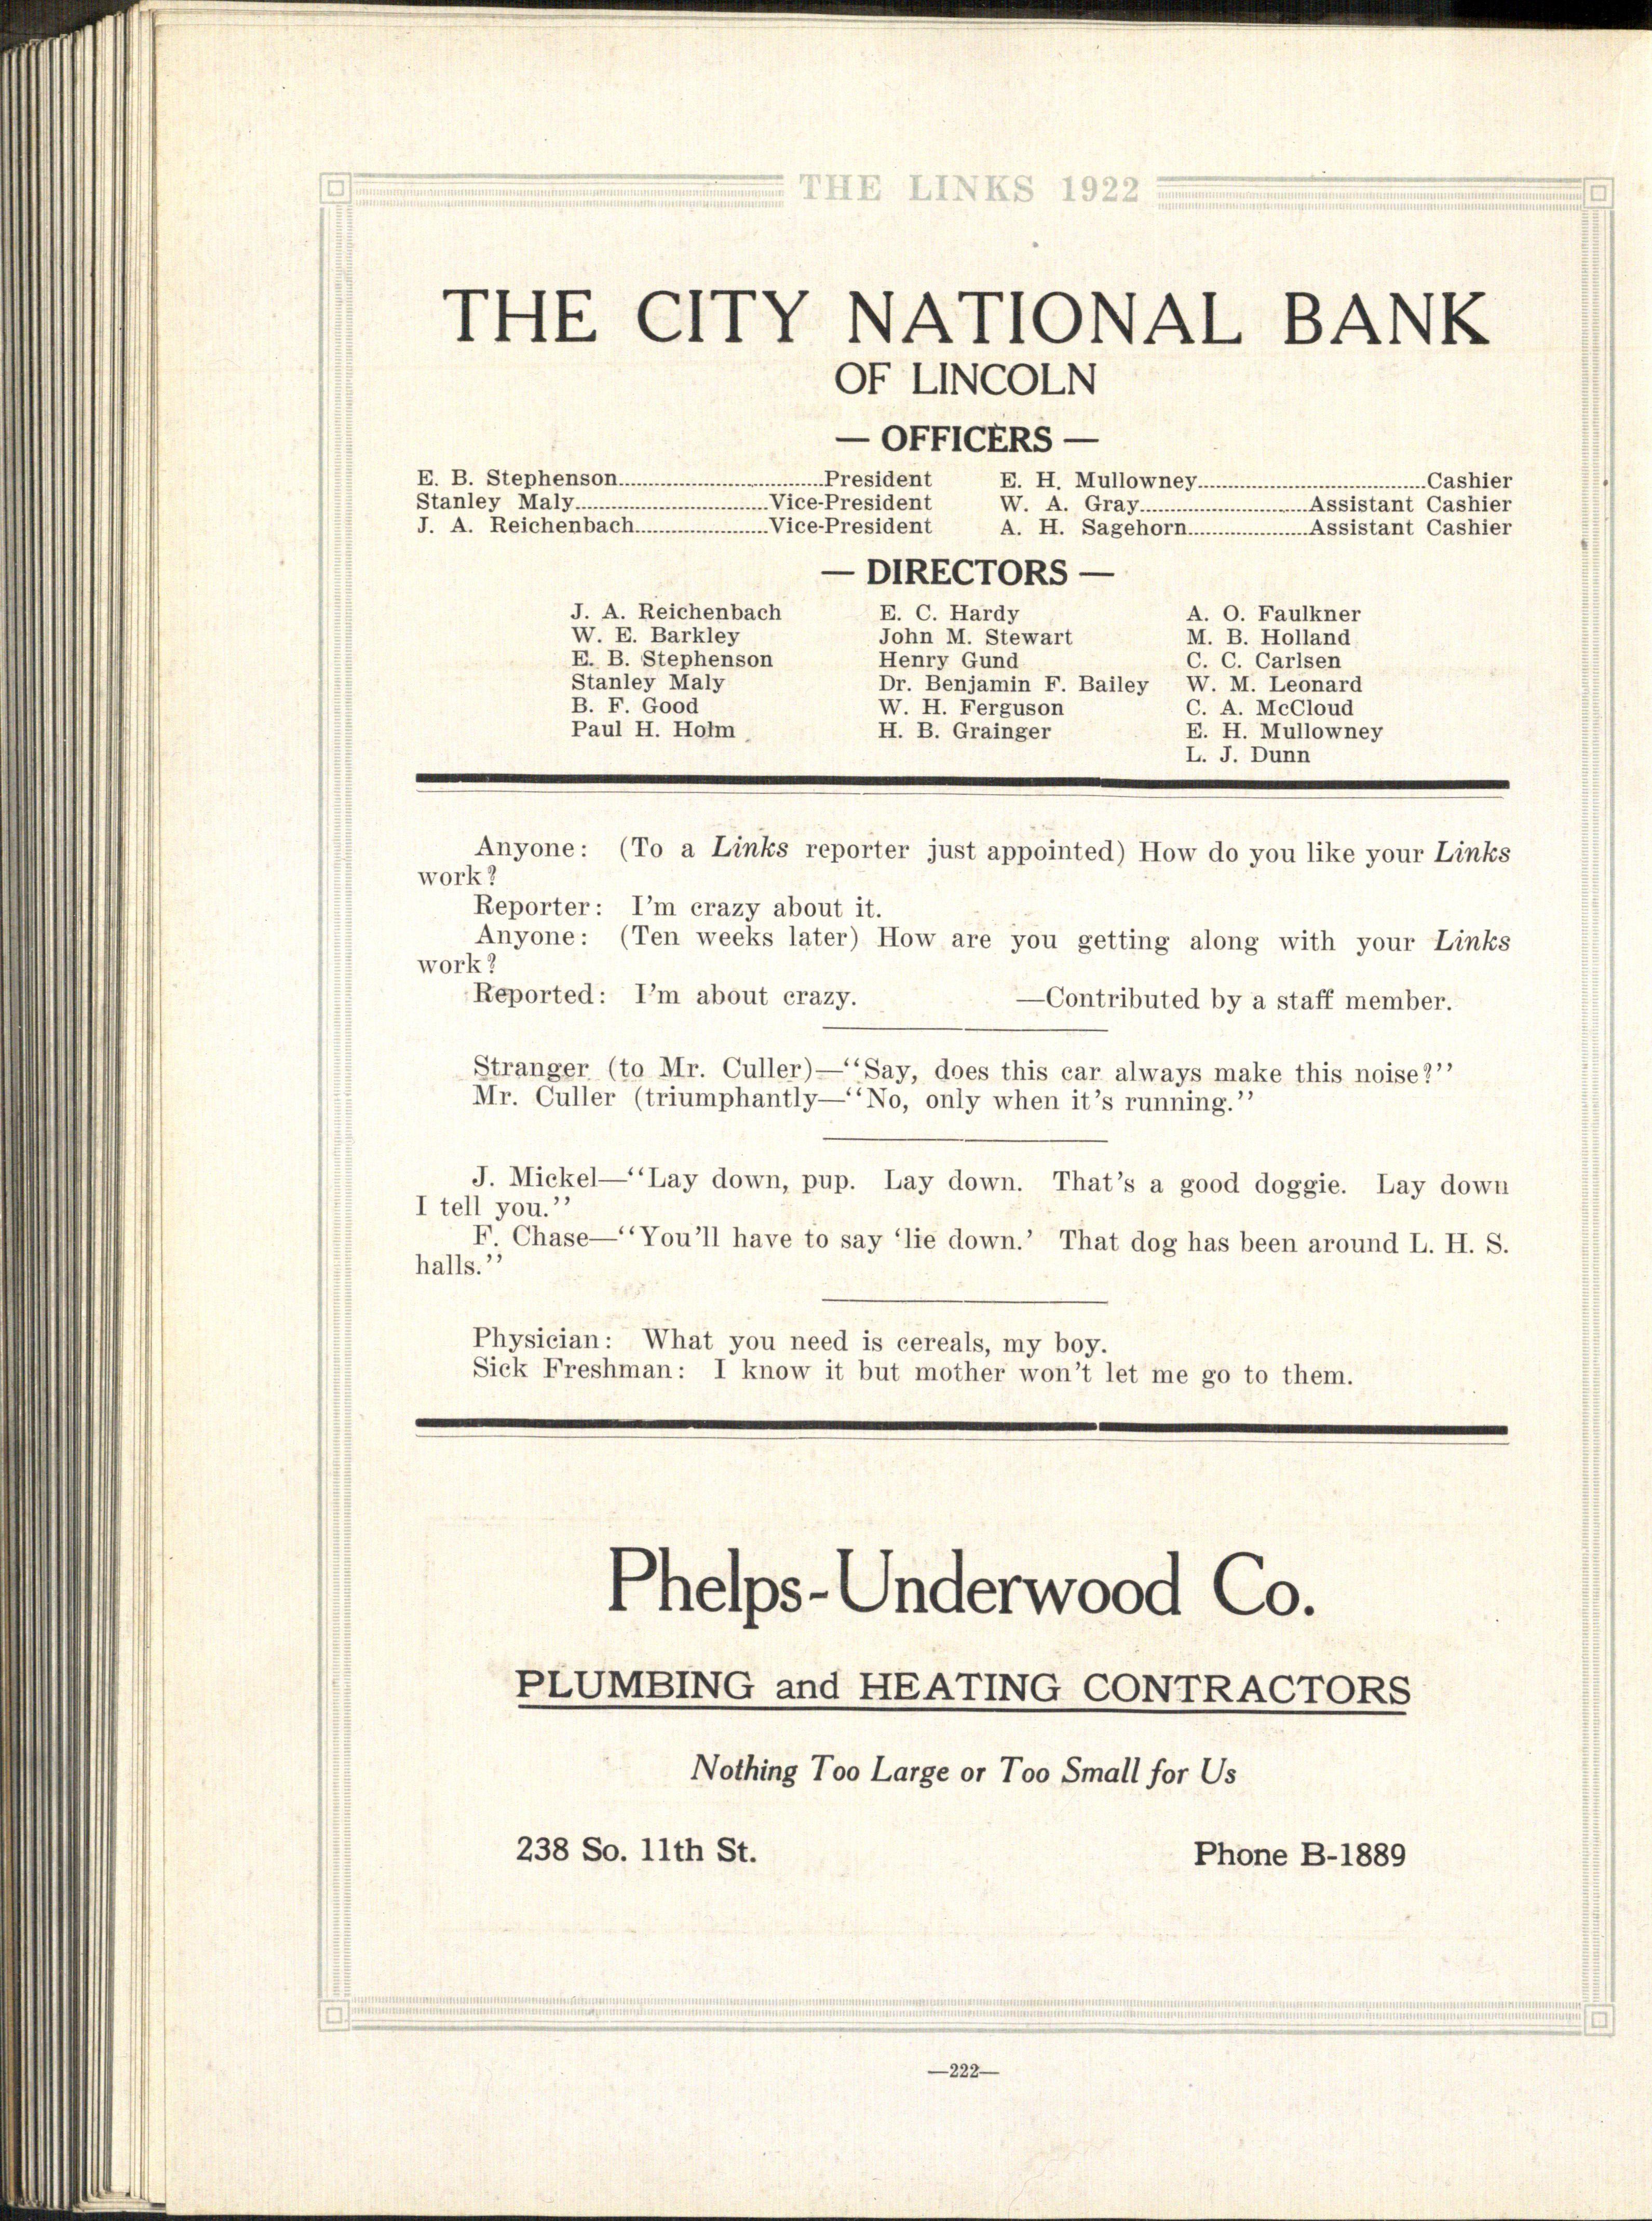 THE LINKS 1922
THE CITY NATIONAL BANK
OF LINCOLN
— OFFICERS —
E. B. Stephenson..............................President
Stanley Maly..............................Vice-President
J. A. Reichenbach....................Vice-President
E. H. Mullowney..................................Cashier
W. A. Gray.........................Assistant Cashier
A. H. Sagehorn..................Assistant Cashier
— DIRECTORS —
J. A. Reichenbach
W. E. Barkley
E. B. Stephenson
Stanley Maly
B. F. Good
Paul H. Holm
E. C. Hardy
John M. Stewart
Henry Gund
Dr. Benjamin F. Bailey
W. H. Ferguson
H. B. Grainger
A. O. Faulkner
M. B. Holland
C. C. Carlsen
W. M. Leonard
C. A. McCloud
E. H. Mullowney
L. J. Dunn
Anyone: (To a Links reporter just appointed) How do you like your Links
work?
Reporter: I'm crazy about it.
Anyone: (Ten weeks later) How are you getting along with your Links
work?
Reported: I'm about crazy. —Contributed by a staff member.
Stranger (to Mr. Culler)—"Say, does this car always make this noise?"
Mr. Culler (triumphantly—"No, only when it's running."
J. Mickel—"Lay down, pup. Lay down. That's a good doggie. Lay down
I tell you."
F. Chase—"You'll have to say 'lie down.' That dog has been around L. H. S.
halls."
Physician: What you need is cereals, my boy.
Sick Freshman: I know it but mother won't let me go to them.
Phelps-Underwood Co.
PLUMBING and HEATING CONTRACTORS
Nothing Too Large or Too Small for Us
238 So. 11th St. Phone B-1889
—222—